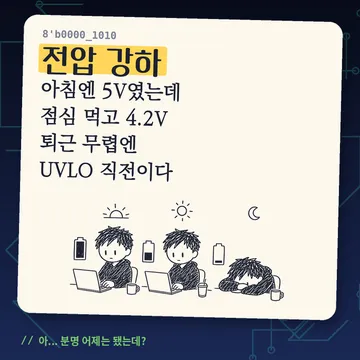 8'b0000_1010
전압 강하
아침엔 5V였는데
점심 먹고 4.2V
퇴근 무렵엔
UVLO 직전이다
// 아... 분명 어제는 됐는데?